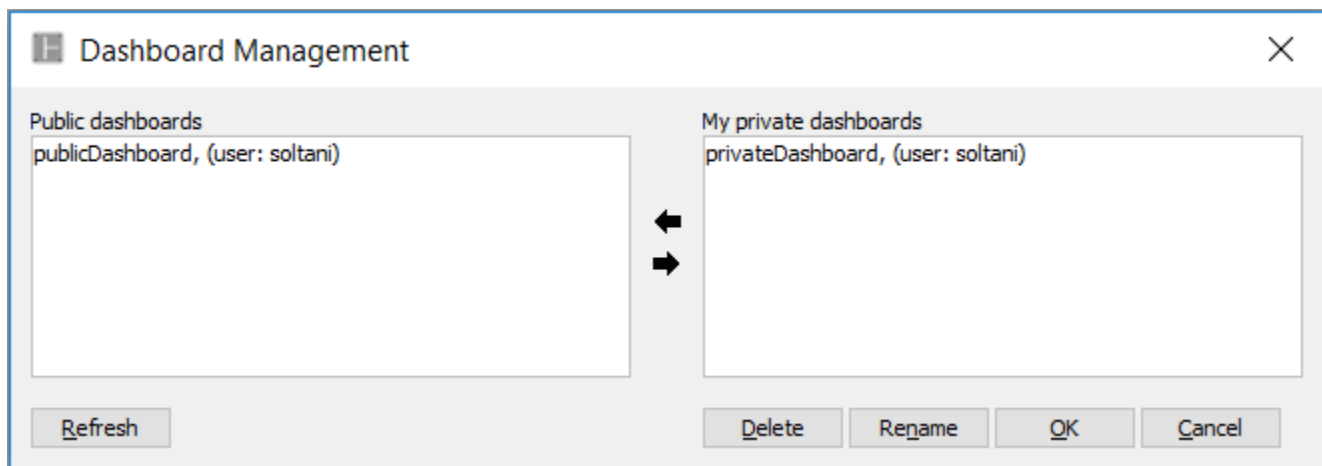 Dashboard Management
Public dashboards
publicDashboard, (user: soltani)
My private dashboards
privateDashboard, (user: soltani)
Refresh
Delete
Rename
OK
Cancel